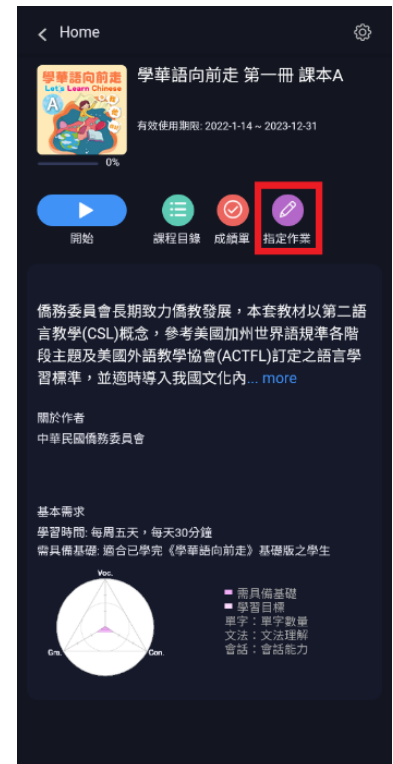 Home
學華語向前走
Let's Learn Chinese
A
學華語向前走 第一冊 課本A
有效使用期限: 2022-1-14 ~ 2023-12-31
0%
開始
課程目錄
成績單
指定作業
僑務委員會長期致力僑教發展，本套教材以第二語
言教學(CSL)概念，參考美國加州世界語規準各階
段主題及美國外語教學協會(ACTFL)訂定之語言學
習標準，並適時導入我國文化內... more
關於作者
中華民國僑務委員會
基本需求
學習時間: 每周五天，每天30分鐘
需具備基礎: 適合已學完《學華語向前走》基礎版之學生
Voc.
Gm.
Con.
需具備基礎
學習目標
單字：單字數量
文法：文法理解
會話：會話能力